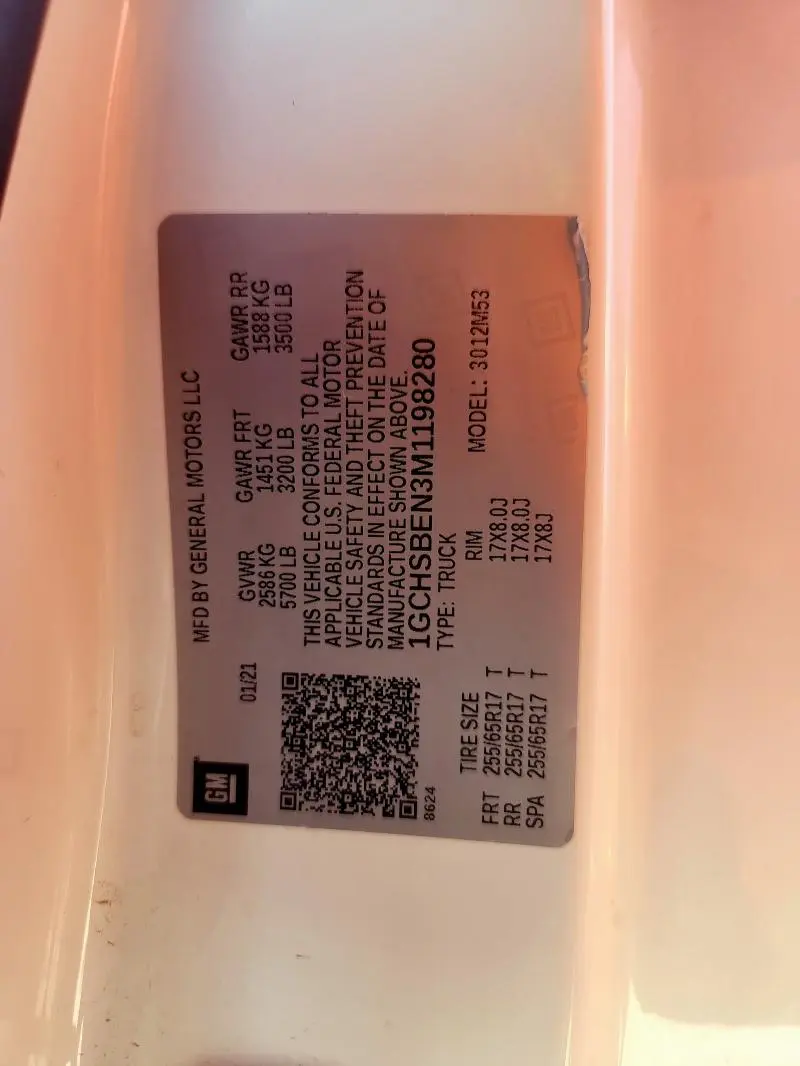 GM
MFD BY GENERAL MOTORS LLC
01/21
GVWR GAWR FRT GAWR RR
2586 KG 1451 KG 1588 KG
5700 LB 3200 LB 3500 LB
THIS VEHICLE CONFORMS TO ALL
APPLICABLE U.S. FEDERAL MOTOR
VEHICLE SAFETY AND THEFT PREVENTION
STANDARDS IN EFFECT ON THE DATE OF
MANUFACTURE SHOWN ABOVE.
1GCHSBEN3M1198280
8624
TYPE: TRUCK
TIRE SIZE RIM MODEL: 3012M53
FRT 255/65R17 T 17X8.0J
RR 255/65R17 T 17X8.0J
SPA 255/65R17 T 17X8J